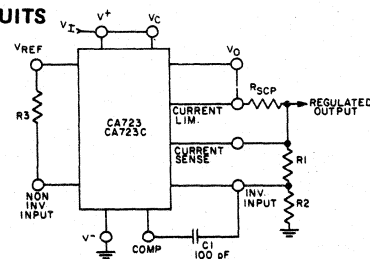 UITS
VI
V+
VC
VREF
VO
RSCP
R3
CURRENT
LIM.
REGULATED
OUTPUT
CA723
CA723C
CURRENT
SENSE
R1
NON
INV.
INPUT
INV.
INPUT
R2
V-
COMP
C1
100 pF